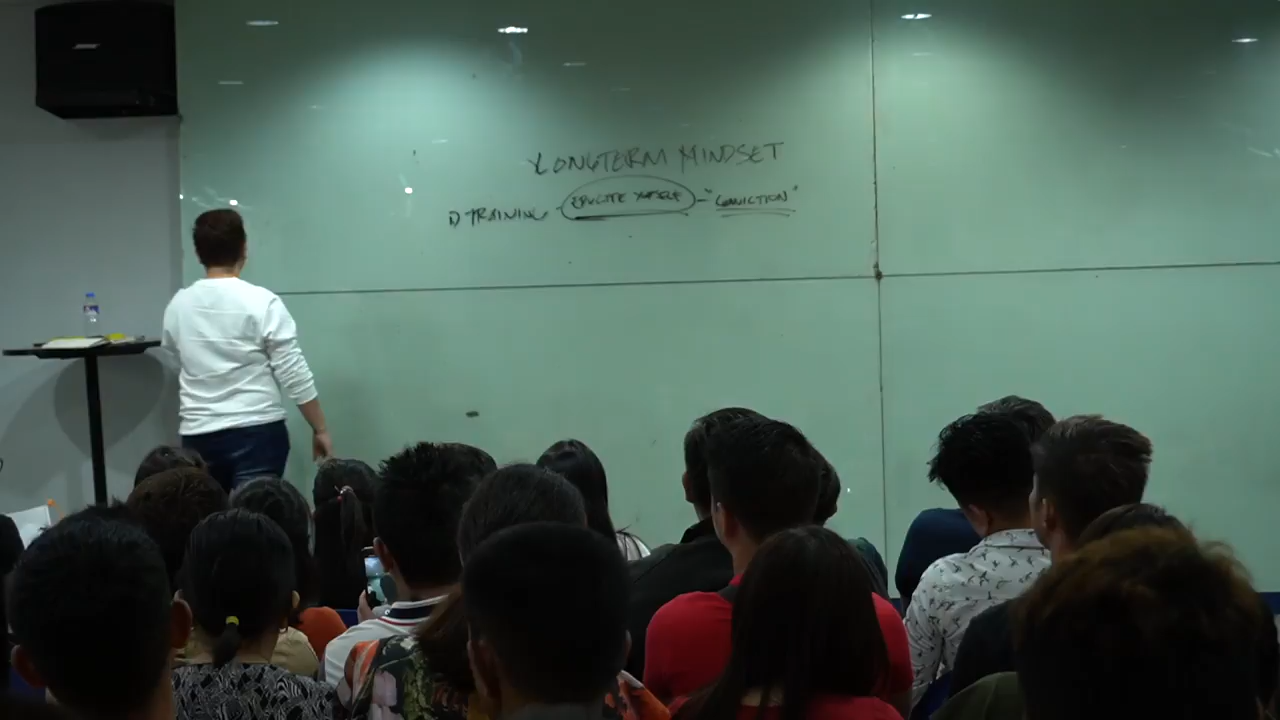 LONGTERM MINDSET
1) TRAINING - EDUCATE YOURSELF - "CONVICTION"